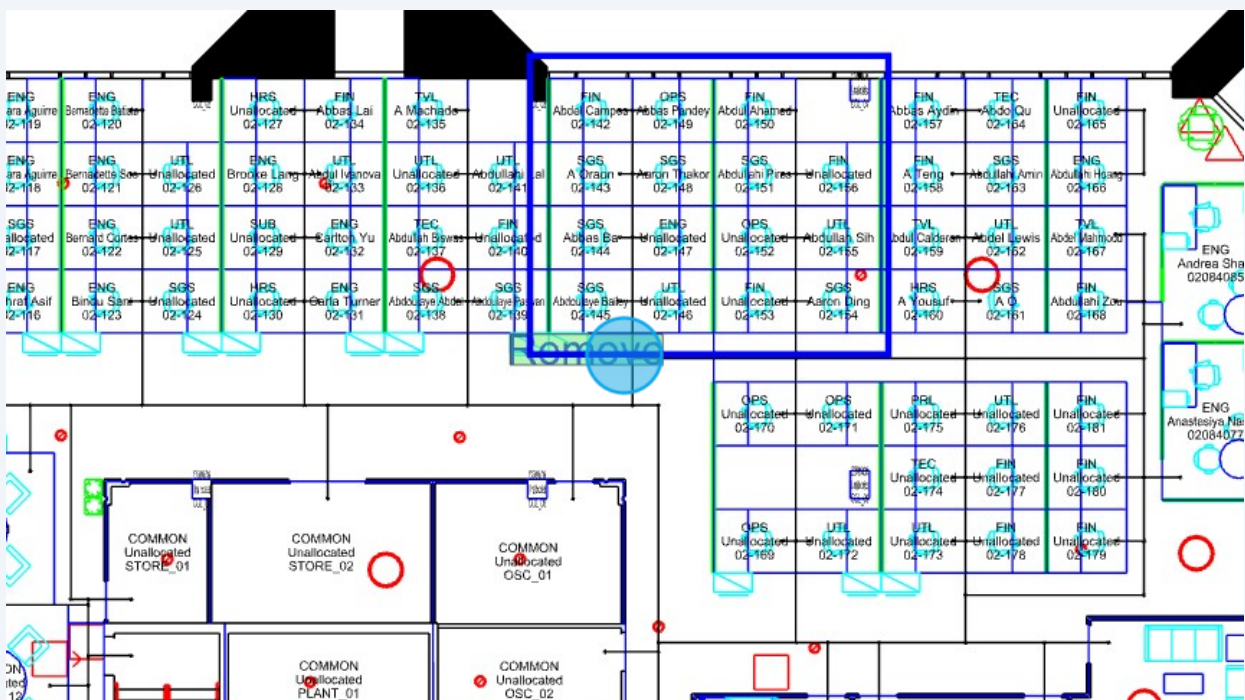 ENG
ara Aguirre
02-119
ENG
Bernadette Batiste
02-120
HRS
Unallocated
02-127
FIN
Abbas Lai
02-134
TVL
A Machado
02-135
FIN
Abdel Campos
02-142
OPS
Abbas Pandey
02-149
FIN
Abdul Ahamed
02-150
FIN
Abbas Aydin
02-157
TEC
Abdo Qu
02-164
FIN
Unallocated
02-165
ENG
ara Aguirre
02-118
ENG
Bernadette Sos
02-121
UTL
Unallocated
02-126
ENG
Brooke Lang
02-128
UTL
Abdul Ivanova
02-133
UTL
Unallocated
02-136
UTL
Abdullahi Lal
02-141
SGS
A Oraon
02-143
SGS
Aaron Thakor
02-148
SGS
Abdullahi Pires
02-151
FIN
Unallocated
02-156
FIN
A Teng
02-158
SGS
Abdullah Amin
02-163
ENG
Abdullahi Hoang
02-166
SGS
allocated
02-117
ENG
Bernard Cortes
02-122
UTL
Unallocated
02-125
SUB
Unallocated
02-129
ENG
Carlton Yu
02-132
TEC
Abdullah Biswas
02-137
FIN
Unallocated
02-140
SGS
Abbas Ba
02-144
ENG
Unallocated
02-147
OPS
Unallocated
02-152
UTL
Abdullah Sih
02-155
TVL
Abdul Calderon
02-159
UTL
Abdel Lewis
02-162
TVL
Abdel Mahmood
02-167
ENG
hraf Asif
02-116
ENG
Bindu Sani
02-123
SGS
Unallocated
02-124
HRS
Unallocated
02-130
ENG
Carla Turner
02-131
SGS
Abdoulaye Abdel
02-138
SGS
Abdoulaye Paswan
02-139
SGS
Abdoulaye Bailey
02-145
UTL
Unallocated
02-146
FIN
Unallocated
02-153
SGS
Aaron Ding
02-154
HRS
A Yousuf
02-160
SGS
A O.
02-161
FIN
Abdullahi Zou
02-168
ENG
Andrea Sha
02084085
Remove
OPS
Unallocated
02-170
OPS
Unallocated
02-171
PRL
Unallocated
02-175
UTL
Unallocated
02-176
FIN
Unallocated
02-181
ENG
Anastasiya Na
02084077
TEC
Unallocated
02-174
FIN
Unallocated
02-177
FIN
Unallocated
02-180
OPS
Unallocated
02-169
UTL
Unallocated
02-172
UTL
Unallocated
02-173
FIN
Unallocated
02-178
FIN
Unallocated
02-179
COMMON
Unallocated
STORE_01
COMMON
Unallocated
STORE_02
COMMON
Unallocated
OSC_01
COMMON
Unallocated
PLANT_01
COMMON
Unallocated
OSC_02
ON
12